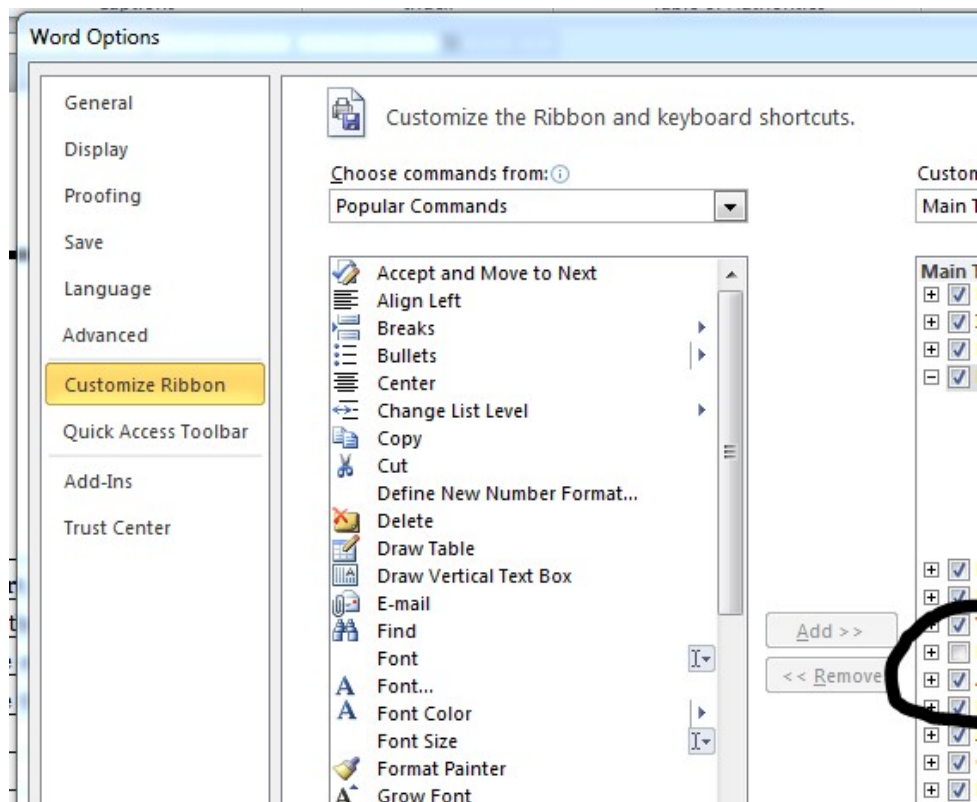 Word Options
General
Display
Proofing
Save
Language
Advanced
Customize Ribbon
Quick Access Toolbar
Add-Ins
Trust Center
Customize the Ribbon and keyboard shortcuts.
Choose commands from:
Popular Commands
Accept and Move to Next
Align Left
Breaks
Bullets
Center
Change List Level
Copy
Cut
Define New Number Format...
Delete
Draw Table
Draw Vertical Text Box
E-mail
Find
Font
Font...
Font Color
Font Size
Format Painter
Grow Font
Add >>
<< Remove
Custom
Main T
Main T